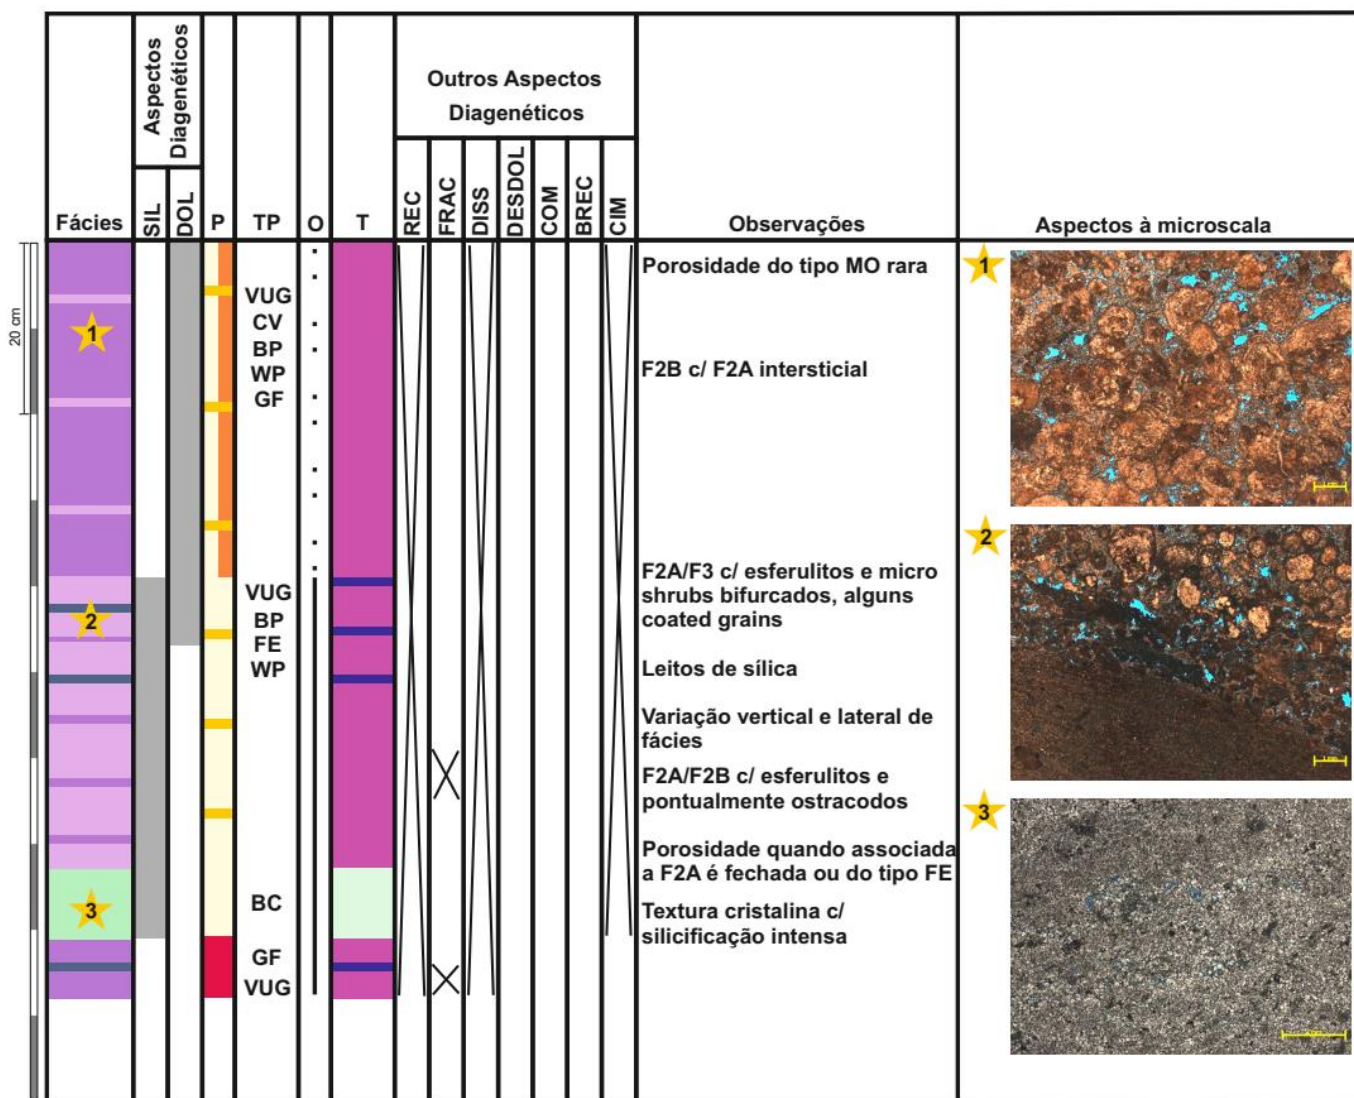 Aspectos
Diagenéticos
Outros Aspectos
Diagenéticos
Fácies
SIL
DOL
P
TP
O
T
REC
FRAC
DISS
DESDOL
COM
BREC
CIM
Observações
Aspectos à microscala
20 cm
1
2
3
VUG
CV
BP
WP
GF
VUG
BP
FE
WP
BC
GF
VUG
Porosidade do tipo MO rara
F2B c/ F2A intersticial
F2A/F3 c/ esferulitos e micro
shrubs bifurcados, alguns
coated grains
Leitos de sílica
Variação vertical e lateral de
fácies
F2A/F2B c/ esferulitos e
pontualmente ostracodos
Porosidade quando associada
a F2A é fechada ou do tipo FE
Textura cristalina c/
silicificação intensa
1
2
3